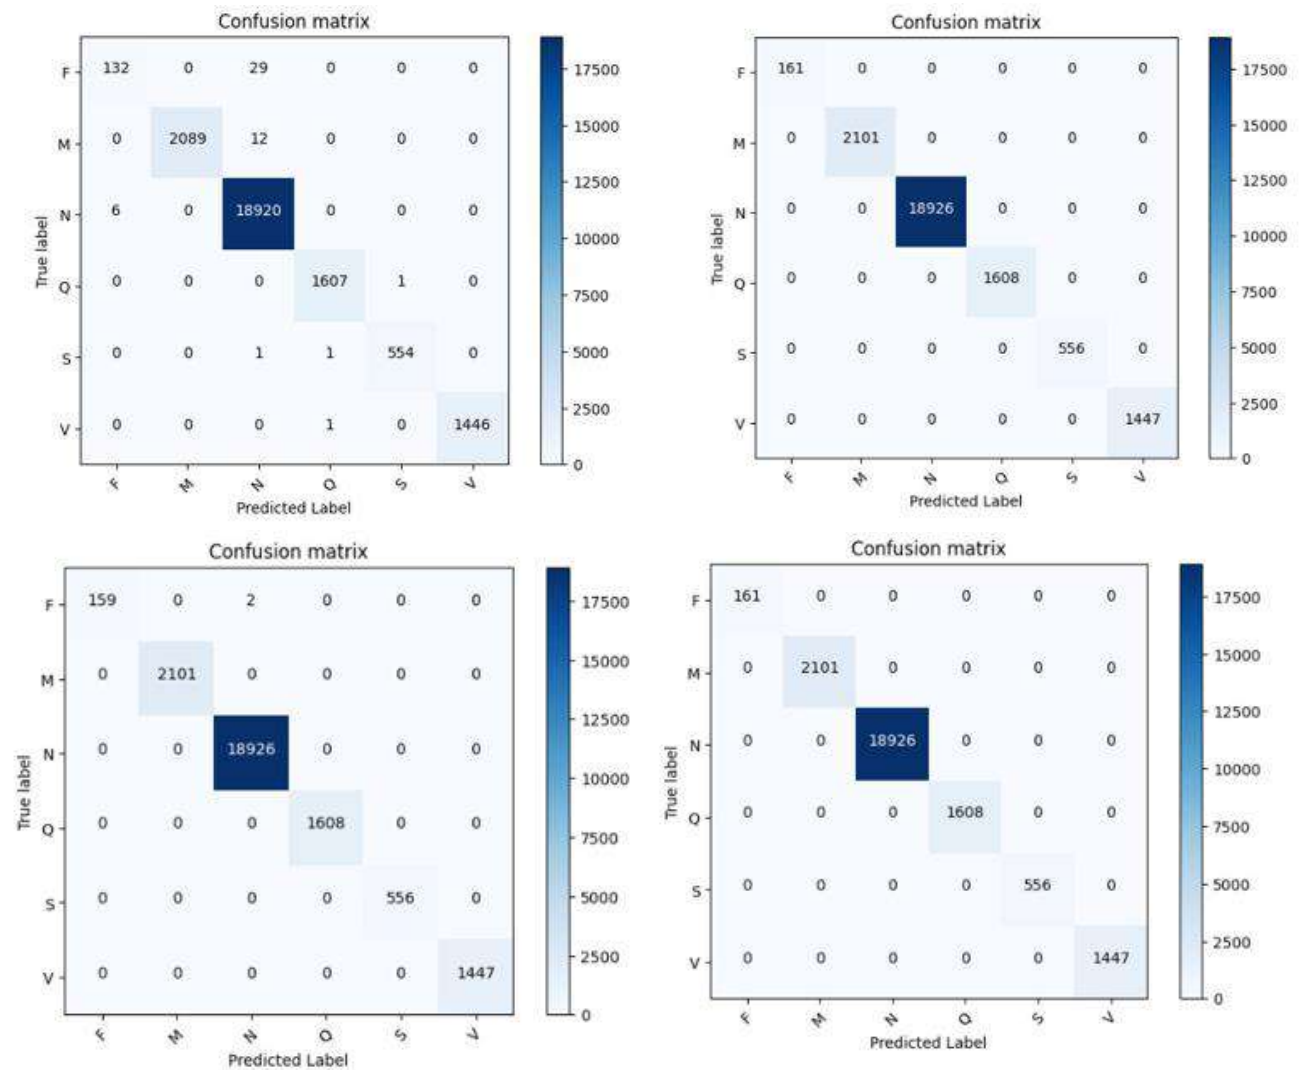 Confusion matrix
F 132 0 29 0 0 0
M 0 2089 12 0 0 0
N 6 0 18920 0 0 0
Q 0 0 0 1607 1 0
S 0 0 1 1 554 0
V 0 0 0 1 0 1446
F M N Q S V
Predicted Label
True label
17500
15000
12500
10000
7500
5000
2500
0
Confusion matrix
F 161 0 0 0 0 0
M 0 2101 0 0 0 0
N 0 0 18926 0 0 0
Q 0 0 0 1608 0 0
S 0 0 0 0 556 0
V 0 0 0 0 0 1447
F M N Q S V
Predicted Label
True label
17500
15000
12500
10000
7500
5000
2500
0
Confusion matrix
F 159 0 2 0 0 0
M 0 2101 0 0 0 0
N 0 0 18926 0 0 0
Q 0 0 0 1608 0 0
S 0 0 0 0 556 0
V 0 0 0 0 0 1447
F M N Q S V
Predicted Label
True label
17500
15000
12500
10000
7500
5000
2500
0
Confusion matrix
F 161 0 0 0 0 0
M 0 2101 0 0 0 0
N 0 0 18926 0 0 0
Q 0 0 0 1608 0 0
S 0 0 0 0 556 0
V 0 0 0 0 0 1447
F M N Q S V
Predicted Label
True label
17500
15000
12500
10000
7500
5000
2500
0